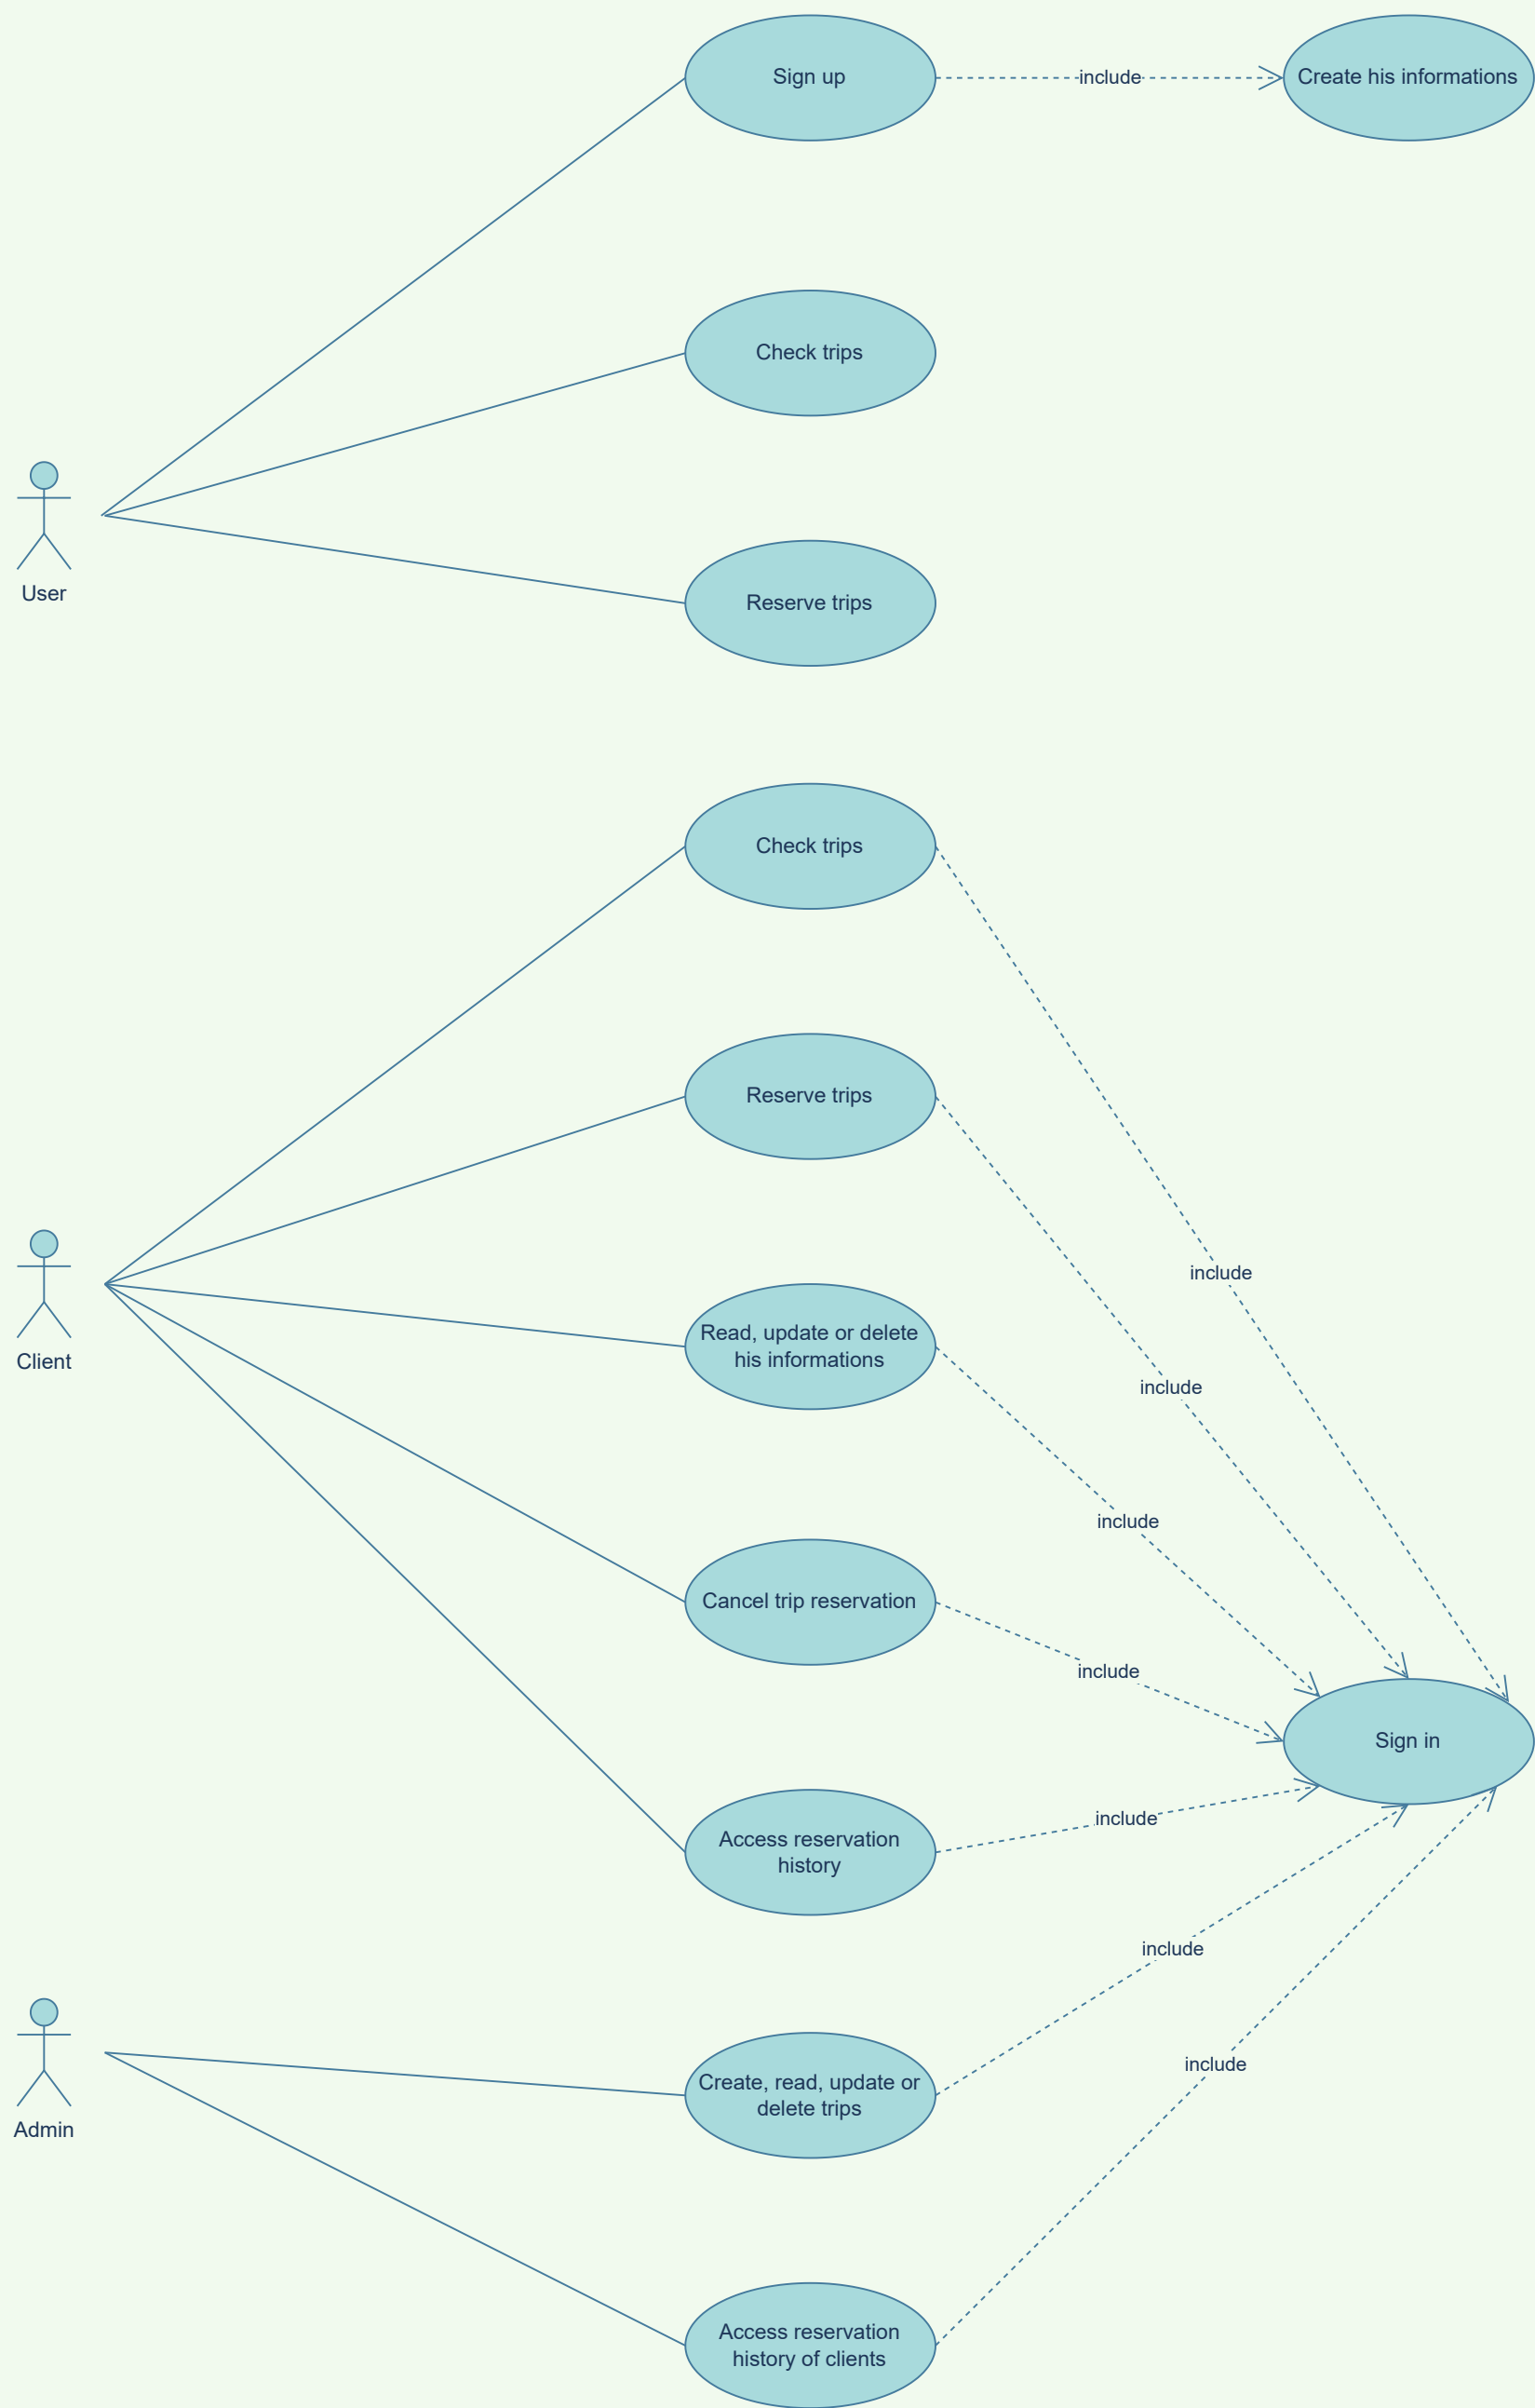 Sign up
include
Create his informations
Check trips
User
Reserve trips
Check trips
Reserve trips
include
Client
Read, update or delete
his informations
include
include
Cancel trip reservation
include
Sign in
Access reservation
history
include
include
Admin
Create, read, update or
delete trips
include
Access reservation
history of clients